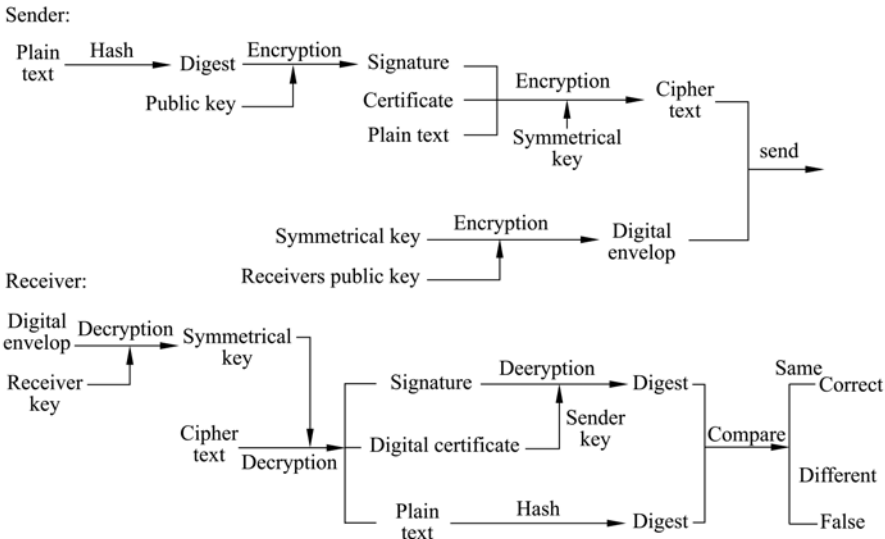 Sender:
Plain text
Hash
Digest
Encryption
Public key
Signature
Certificate
Plain text
Encryption
Symmetrical key
Cipher text
send
Symmetrical key
Encryption
Receivers public key
Digital envelop
Receiver:
Digital envelop
Decryption
Symmetrical key
Receiver key
Cipher text
Decryption
Signature
Deeryption
Digest
Digital certificate
Sender key
Plain text
Hash
Digest
Compare
Same
Correct
Different
False